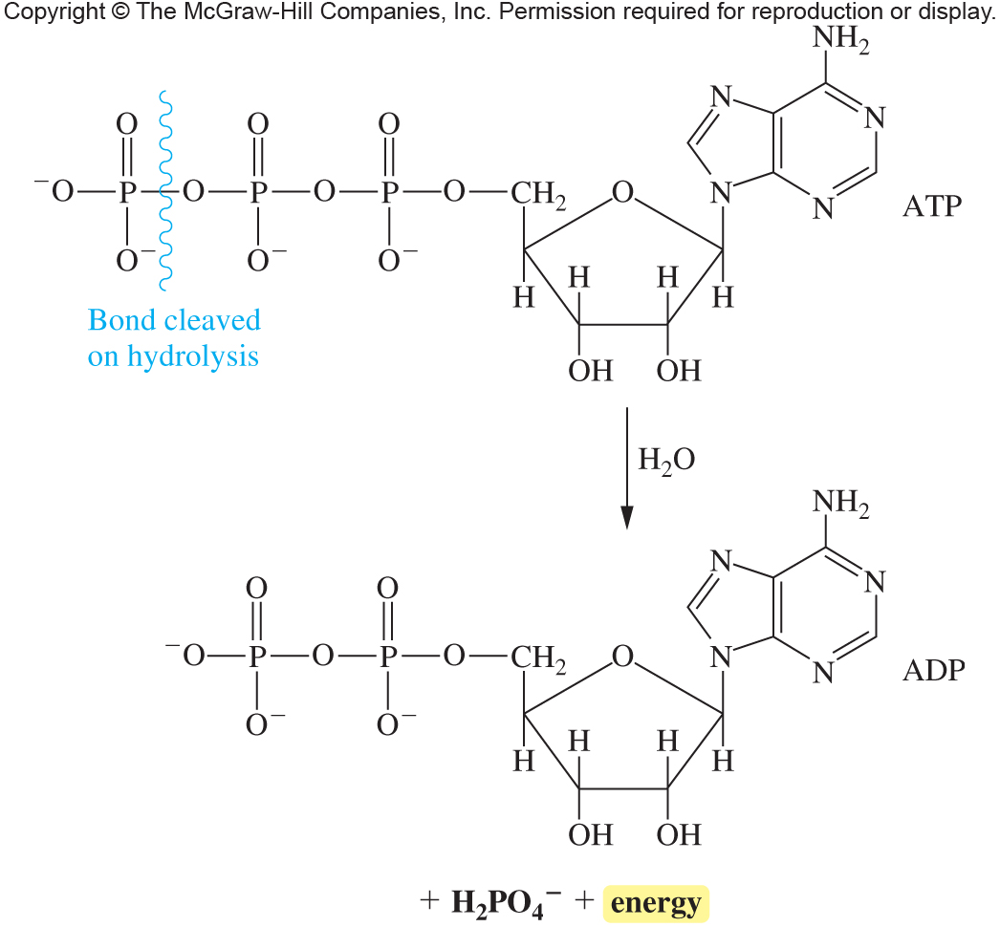 Copyright © The McGraw-Hill Companies, Inc. Permission required for reproduction or display.
NH₂
N
N
O O O
⁻O—P—O—P—O—P—O—CH₂ O N N ATP
O⁻ O⁻ O⁻
H H H H
Bond cleaved
on hydrolysis
OH OH
H₂O
NH₂
N
N
O O
⁻O—P—O—P—O—CH₂ O N N ADP
O⁻ O⁻
H H H H
OH OH
+ H₂PO₄⁻ + energy